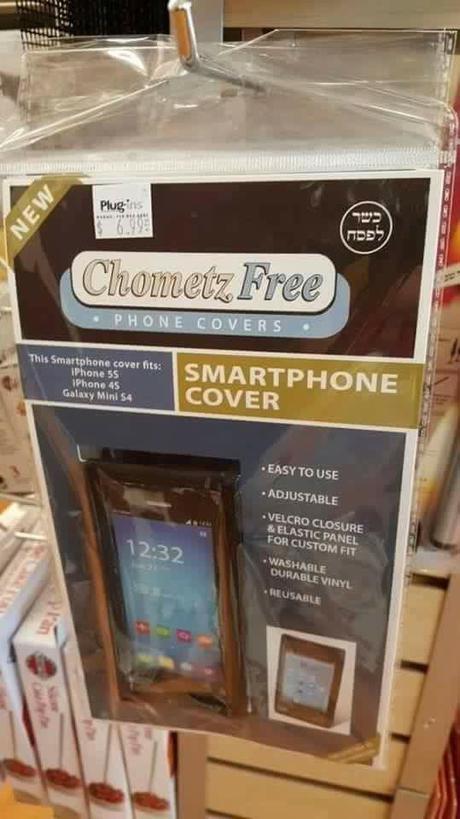 NEW
Plug-ins
$ 6.99
כשר
לפסח
Chometz Free
• PHONE COVERS •
This Smartphone cover fits:
iPhone 5S
iPhone 4S
Galaxy Mini S4
SMARTPHONE
COVER
• EASY TO USE
• ADJUSTABLE
• VELCRO CLOSURE
& ELASTIC PANEL
FOR CUSTOM FIT
• WASHABLE
DURABLE VINYL
• REUSABLE
12:32